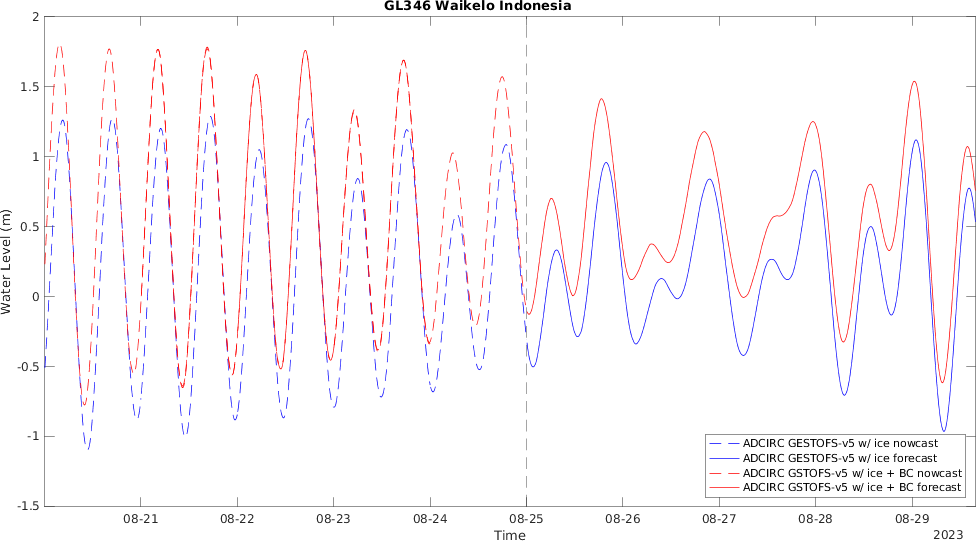 GL346 Waikelo Indonesia
Water Level (m)
2
1.5
1
0.5
0
-0.5
-1
-1.5
ADCIRC GESTOFS-v5 w/ ice nowcast
ADCIRC GESTOFS-v5 w/ ice forecast
ADCIRC GSTOFS-v5 w/ ice + BC nowcast
ADCIRC GSTOFS-v5 w/ ice + BC forecast
08-21 08-22 08-23 08-24 08-25 08-26 08-27 08-28 08-29
Time
2023